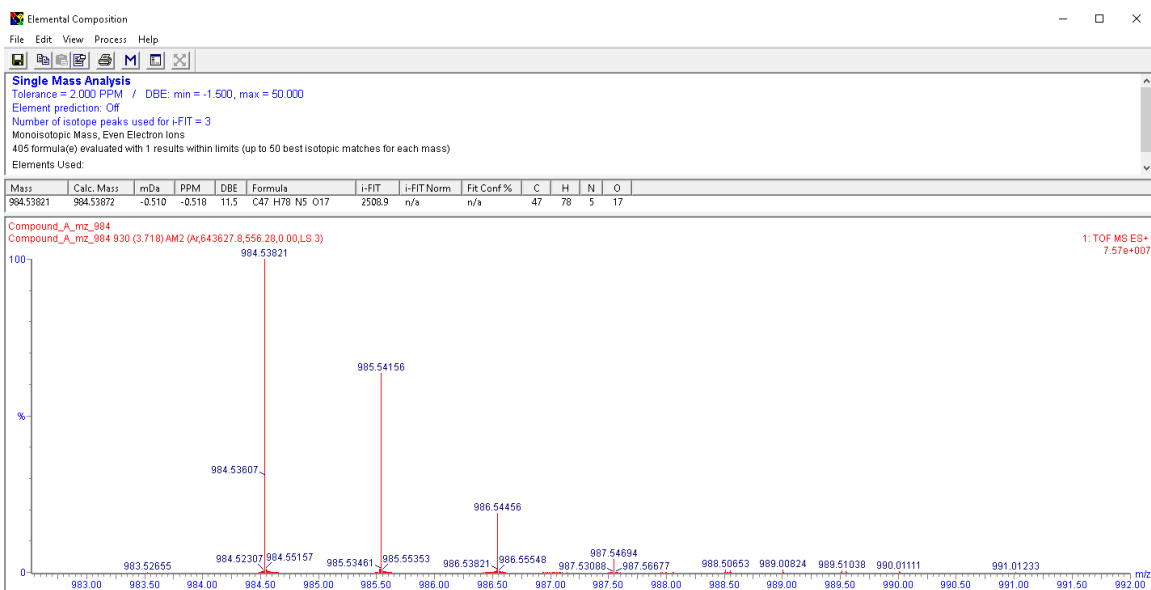 Elemental Composition
File Edit View Process Help
M
Single Mass Analysis
Tolerance = 2.000 PPM / DBE: min = -1.500, max = 50.000
Element prediction: Off
Number of isotope peaks used for i-FIT = 3
Monoisotopic Mass, Even Electron Ions
405 formula(e) evaluated with 1 results within limits (up to 50 best isotopic matches for each mass)
Elements Used:
Mass Calc. Mass mDa PPM DBE Formula i-FIT i-FIT Norm Fit Conf % C H N O
984.53821 984.53872 -0.510 -0.518 11.5 C47 H78 N5 O17 2508.9 n/a n/a 47 78 5 17
Compound_A_mz_984
Compound_A_mz_984 930 (3.718) AM2 (Ar,643627.8,556.28,0.00,LS 3)
1: TOF MS ES+
7.57e+007
984.53821
100
985.54156
%
984.53607
986.54456
987.54694
984.52307 984.55157 985.53461 985.55353 986.53821 986.55548
983.52655 987.53088 987.56677 988.50653 989.00824 989.51038 990.01111 991.01233
0
983.00 983.50 984.00 984.50 985.00 985.50 986.00 986.50 987.00 987.50 988.00 988.50 989.00 989.50 990.00 990.50 991.00 991.50 992.00 m/z